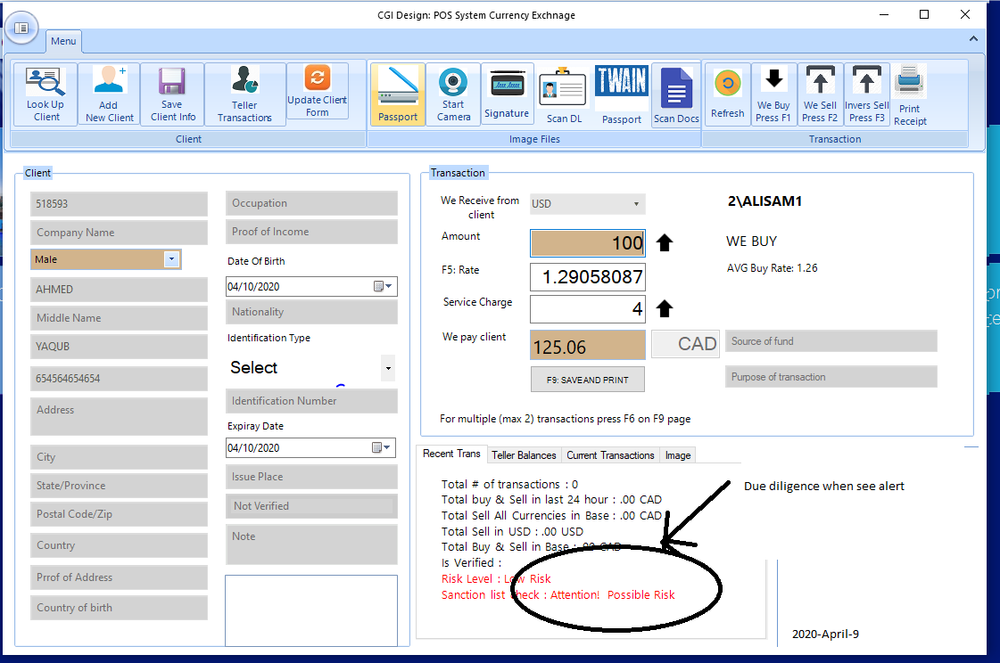 CGI Design: POS System Currency Exchnage
Menu
Look Up
Client
Add
New Client
Save
Client Info
Teller
Transactions
Update Client
Form
Client
Passport
Start
Camera
Signature
Scan DL
TWAIN
Passport
Scan Docs
Image Files
Refresh
We Buy
Press F1
We Sell
Press F2
Invers Sell
Press F3
Print
Receipt
Transaction
Client
518593
Company Name
Male
AHMED
Middle Name
YAQUB
654564654654
Address
City
State/Province
Postal Code/Zip
Country
Prrof of Address
Country of birth
Occupation
Proof of Income
Date Of Birth
04/10/2020
Nationality
Identification Type
Select
Identification Number
Expiray Date
04/10/2020
Issue Place
Not Verified
Note
Transaction
We Receive from
client
USD
2\ALISAM1
Amount
100
WE BUY
F5: Rate
1.29058087
AVG Buy Rate: 1.26
Service Charge
4
We pay client
125.06
CAD
Source of fund
F9: SAVE AND PRINT
Purpose of transaction
For multiple (max 2) transactions press F6 on F9 page
Recent Trans
Teller Balances
Current Transactions
Image
Total # of transactions : 0
Total buy & Sell in last 24 hour : .00 CAD
Total Sell All Currencies in Base : .00 CAD
Total Sell in USD : .00 USD
Total Buy & Sell in Base : .00 CAD
Is Verified :
Risk Level : Low Risk
Sanction list check : Attention! Possible Risk
Due diligence when see alert
2020-April-9